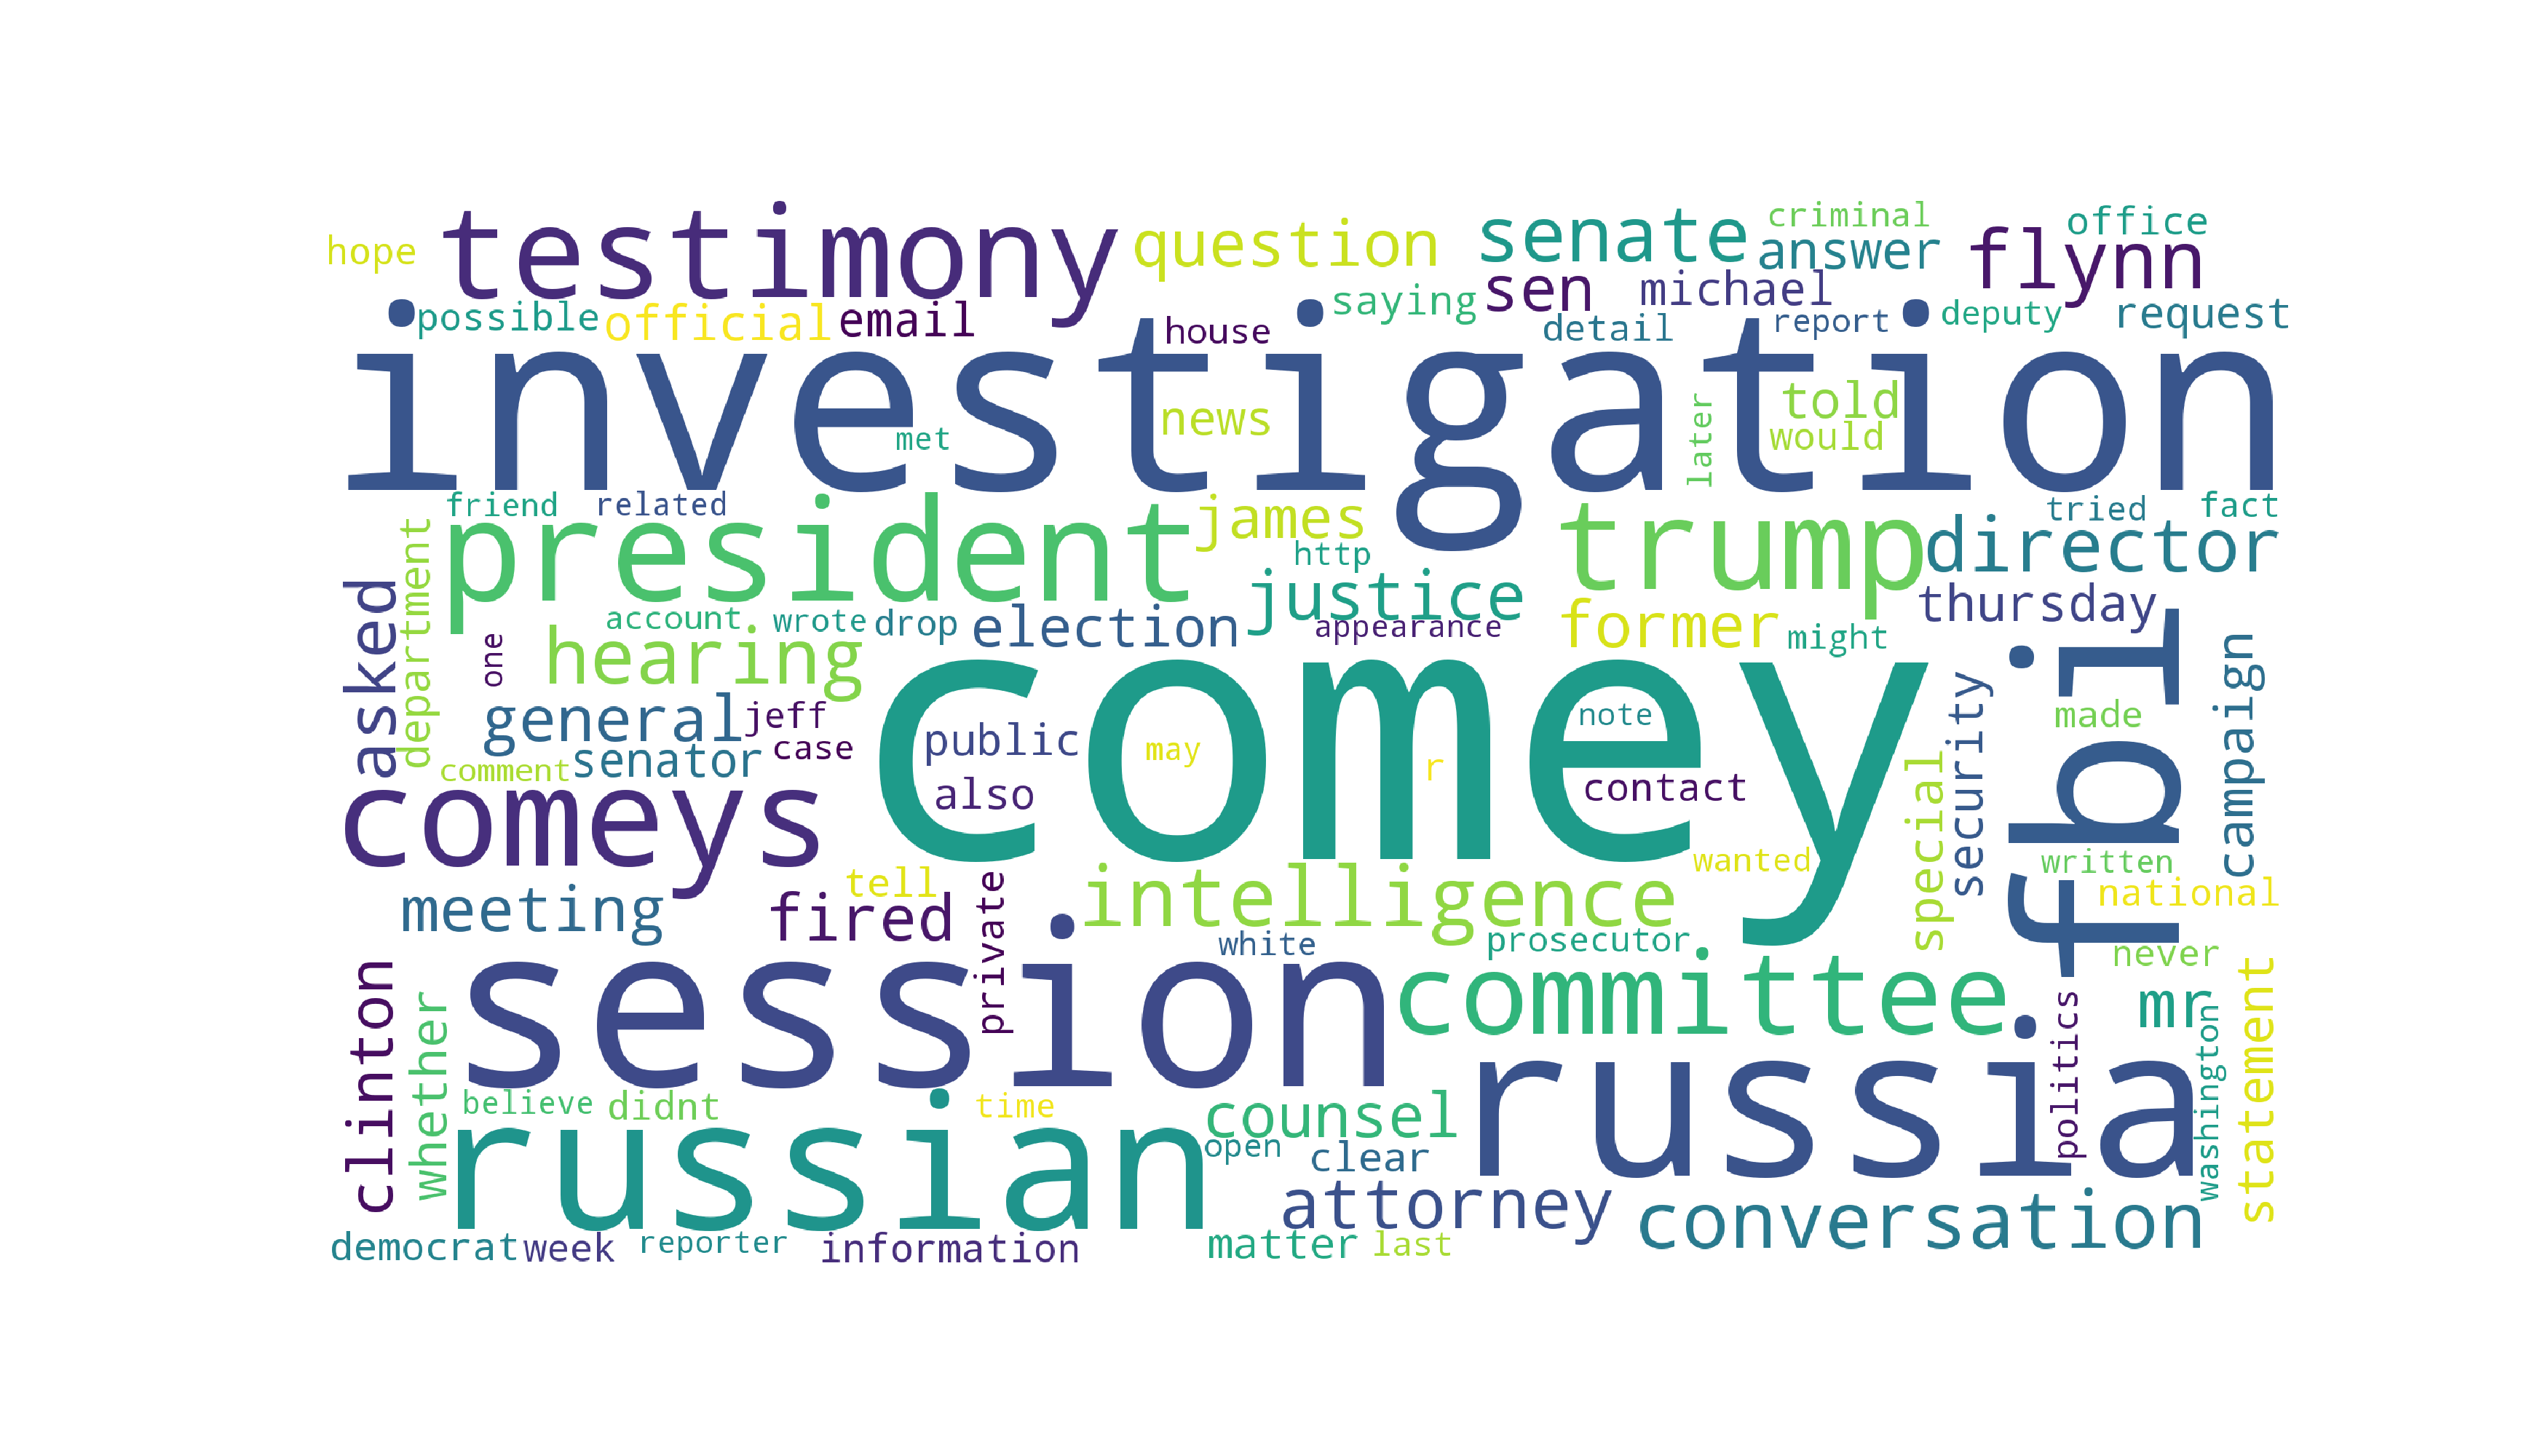 testimony
hope
question
senate
criminal
answer
office
flynn
possible
official
email
house
saying
sen
michael
detail
report
deputy
request
investigation
met
news
later
told
would
friend
related
president
james
http
justice
trump
director
tried
fact
thursday
asked
department
one
account
wrote
drop
election
appearance
former
might
hearing
general
jeff
senator
case
comment
public
also
may
comey
r
note
contact
fbi
made
campaign
security
special
comeys
meeting
tell
fired
private
intelligence
wanted
written
national
white
prosecutor
never
session
committee
mr
clinton
whether
politics
washington
statement
believe
didnt
time
counsel
russia
russian
open
clear
attorney
conversation
democrat
week
reporter
information
matter
last